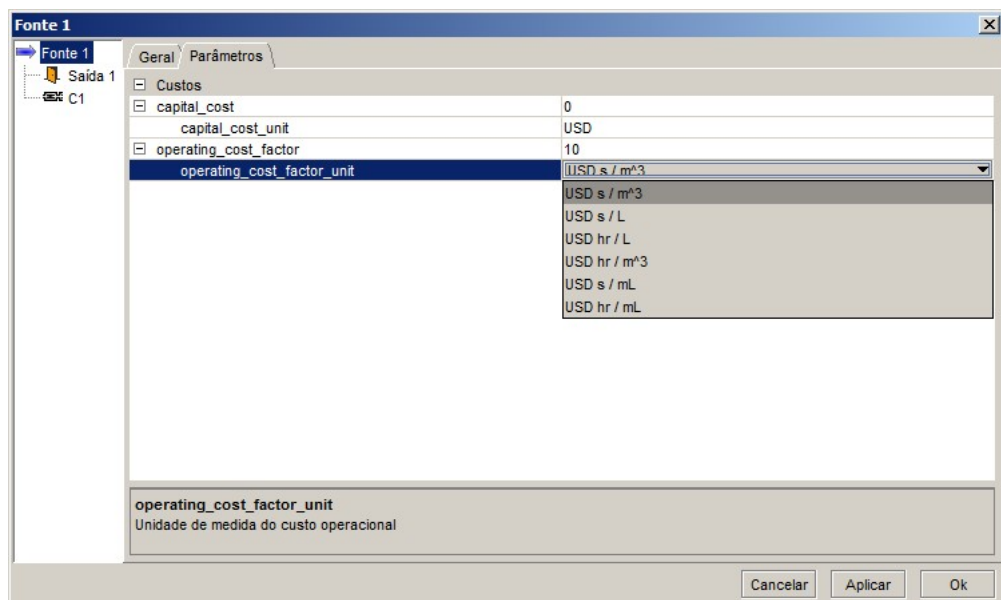 Fonte 1
Fonte 1
Saída 1
C1
Geral Parâmetros
Custos
capital_cost 0
capital_cost_unit USD
operating_cost_factor 10
operating_cost_factor_unit USD s / m^3
USD s / m^3
USD s / L
USD hr / L
USD hr / m^3
USD s / mL
USD hr / mL
operating_cost_factor_unit
Unidade de medida do custo operacional
Cancelar Aplicar Ok